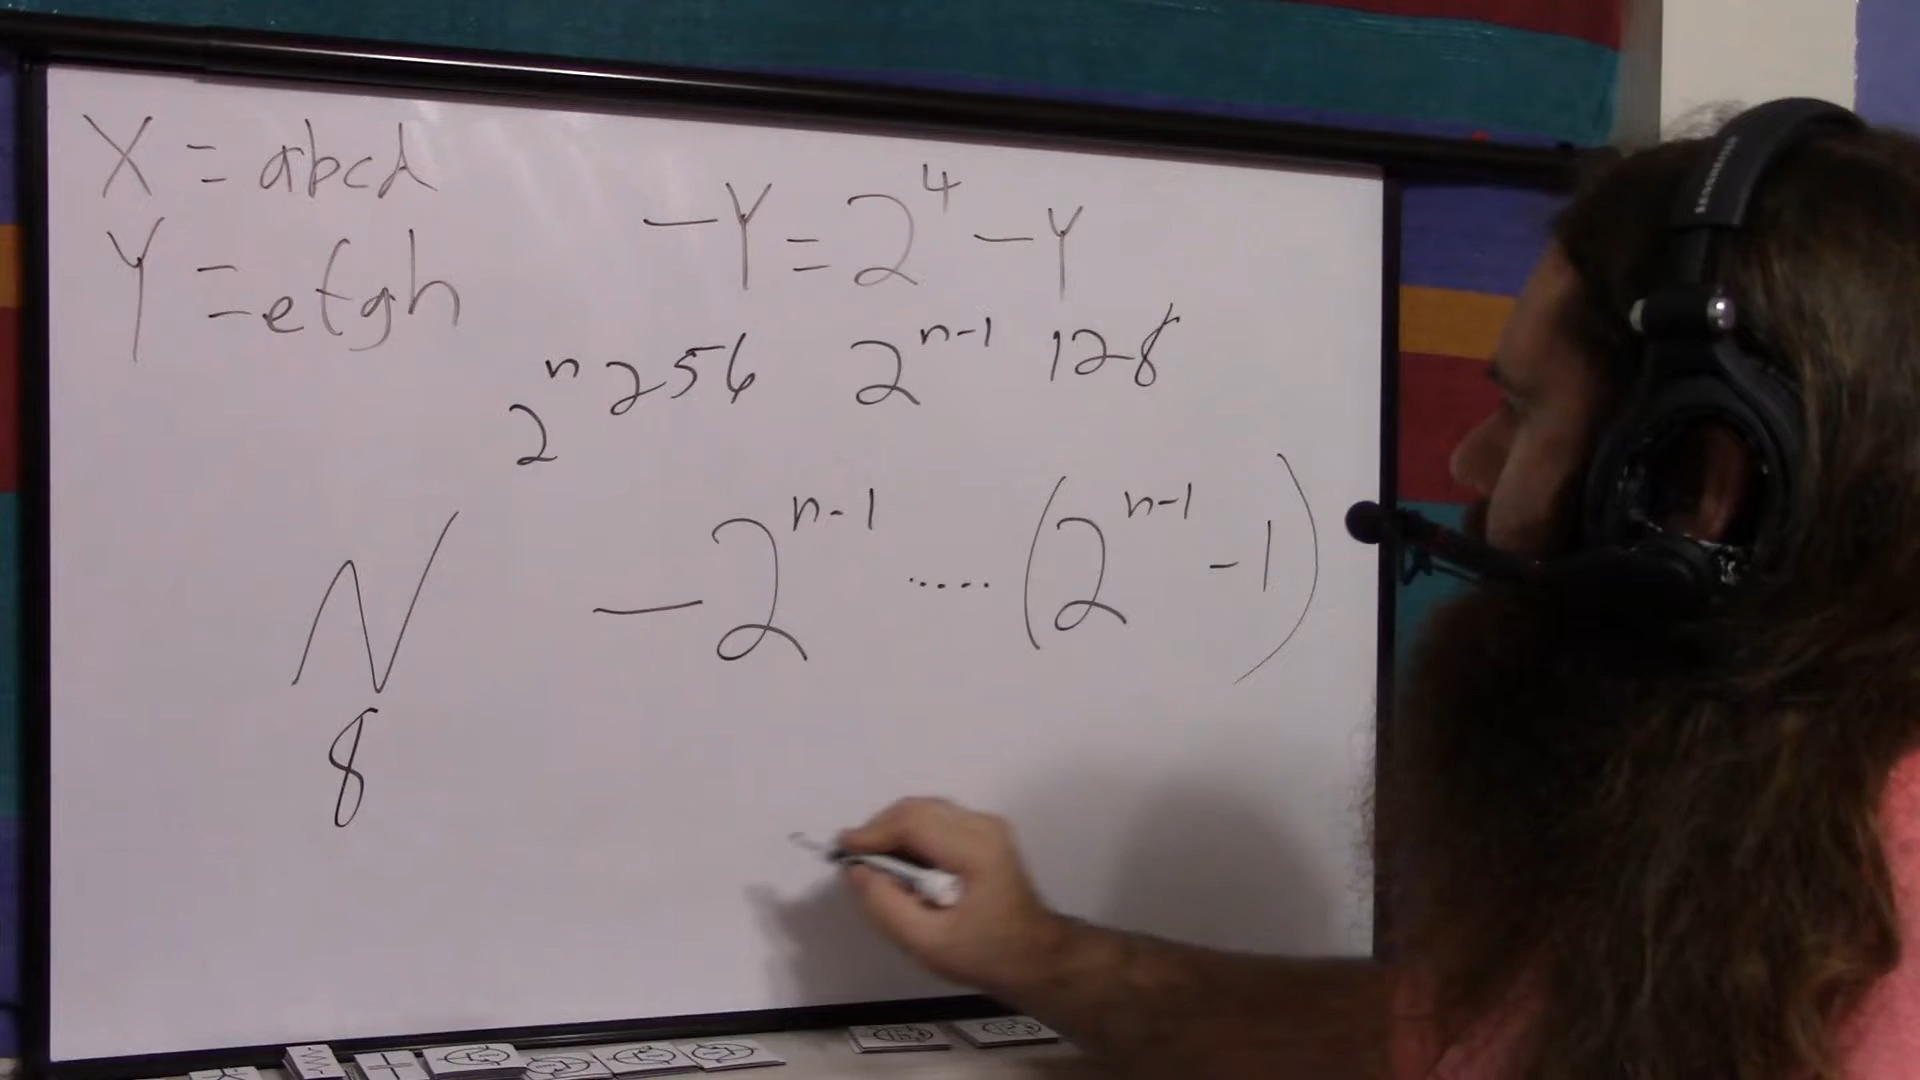 X = abcd
Y = efgh
-Y = 2⁴ - Y
2ⁿ 256 2ⁿ⁻¹ 128
N -2ⁿ⁻¹ ..... (2ⁿ⁻¹ - 1)
8